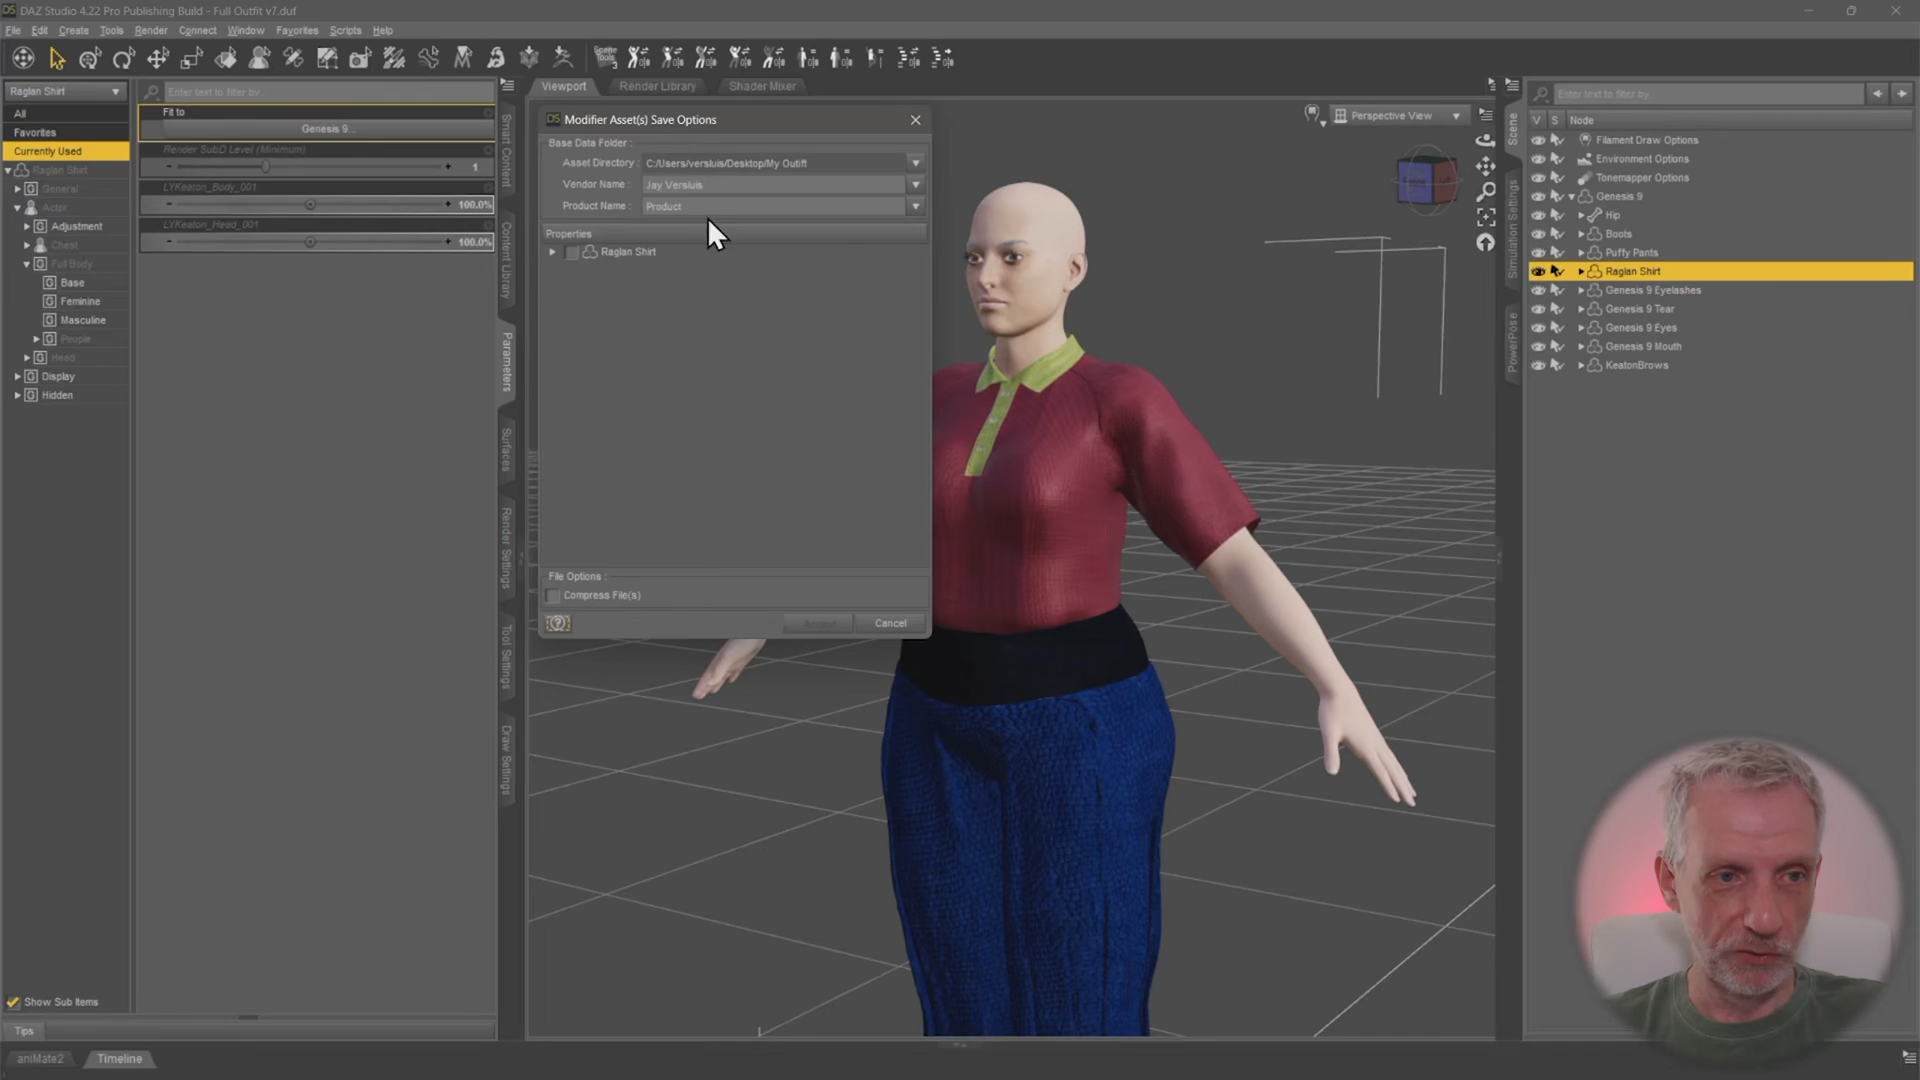 DAZ Studio 4.22 Pro Publishing Build - Full Outfit v7.duf
File Edit Create Tools Render Connect Window Favorites Scripts Help
Raglan Shirt
Enter text to filter by...
Viewport Render Library Shader Mixer
Enter text to filter by...
All
Favorites
Currently Used
Raglan Shirt
General
Actor
Adjustment
Chest
Full Body
Base
Feminine
Masculine
People
Head
Display
Hidden
Show Sub Items
Tips
aniMate2 Timeline
Fit to
Genesis 9...
Render SubD Level (Minimum)
1
LYKeaton_Body_001
100.0%
LYKeaton_Head_001
100.0%
Smart Content
Content Library
Parameters
Surfaces
Render Settings
Tool Settings
Draw Settings
Modifier Asset(s) Save Options
Base Data Folder :
Asset Directory : C:/Users/versluis/Desktop/My Outift
Vendor Name : Jay Versluis
Product Name : Product
Properties
Raglan Shirt
File Options :
Compress File(s)
Accept Cancel
Perspective View
Scene
Simulation Settings
PowerPose
V S Node
Filament Draw Options
Environment Options
Tonemapper Options
Genesis 9
Hip
Boots
Puffy Pants
Raglan Shirt
Genesis 9 Eyelashes
Genesis 9 Tear
Genesis 9 Eyes
Genesis 9 Mouth
KeatonBrows